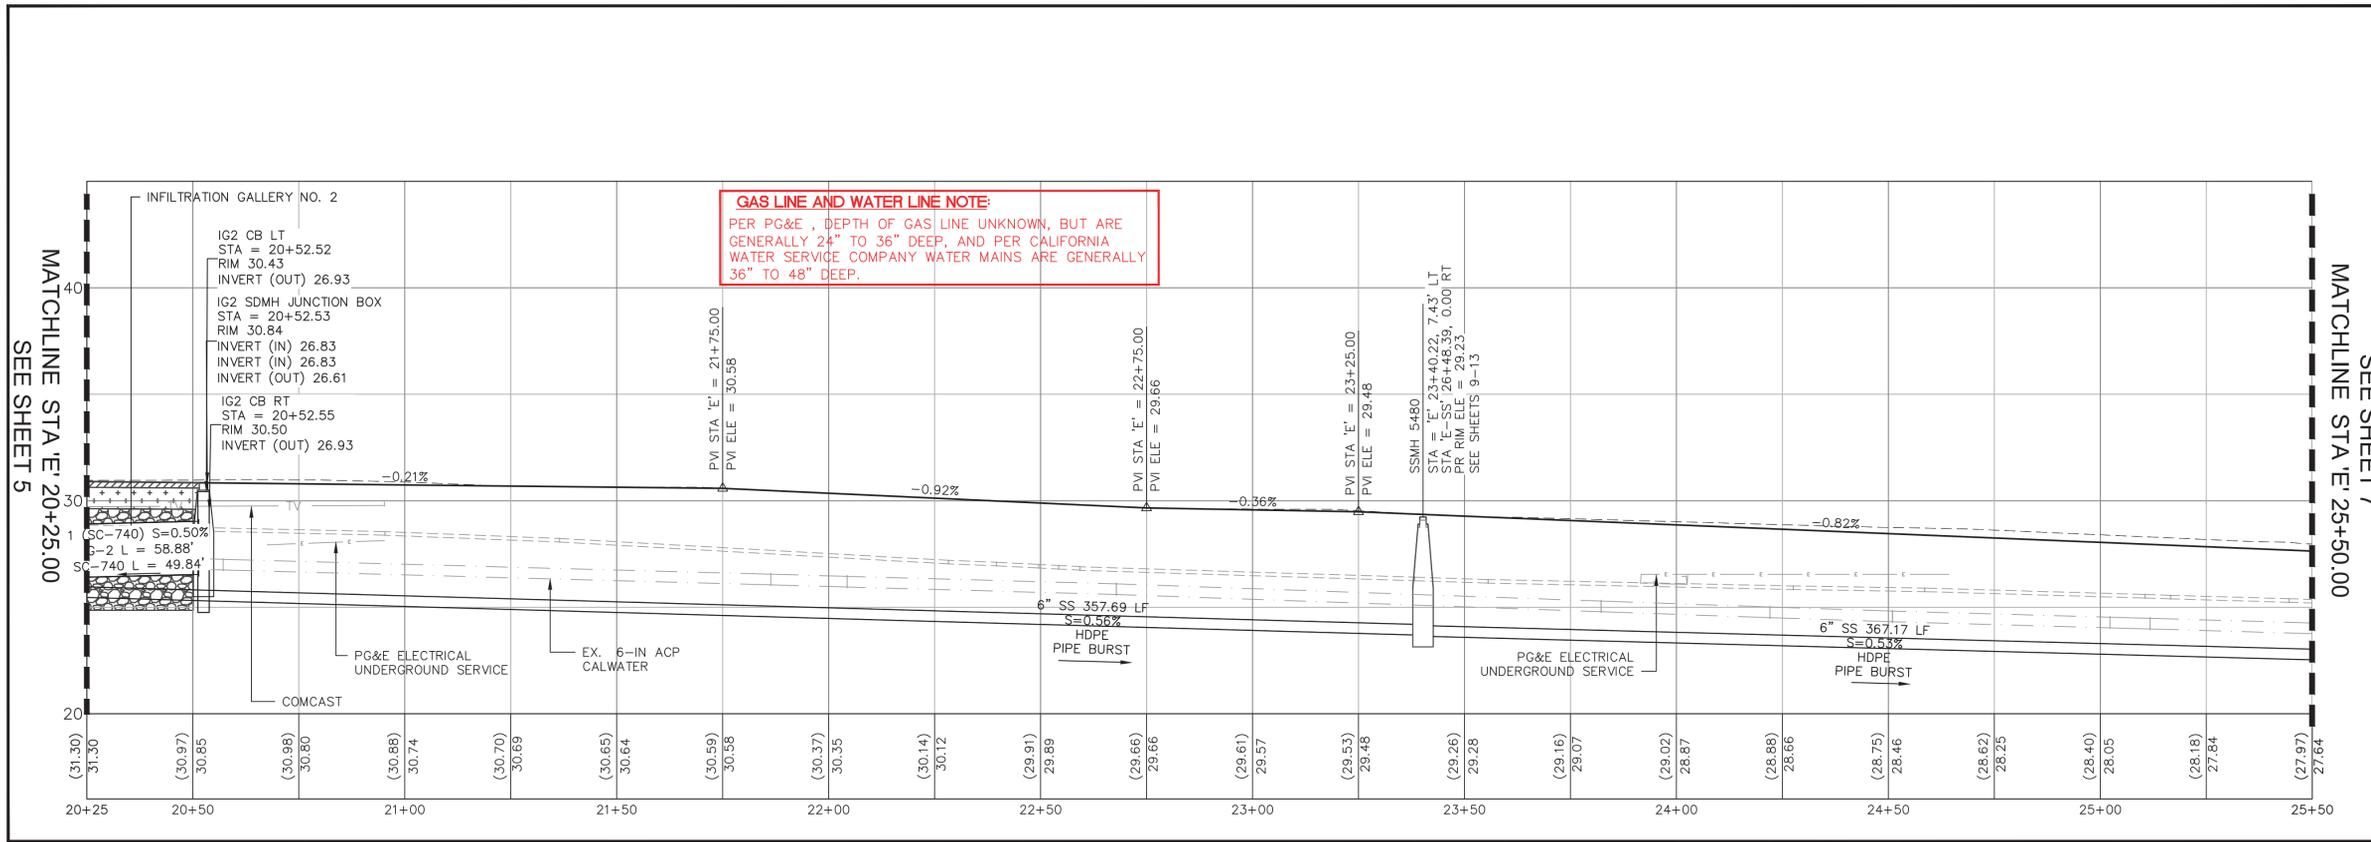 INFILTRATION GALLERY NO. 2
IG2 CB LT
STA = 20+52.52
RIM 30.43
INVERT (OUT) 26.93
IG2 SDMH JUNCTION BOX
STA = 20+52.53
RIM 30.84
INVERT (IN) 26.83
INVERT (IN) 26.83
INVERT (OUT) 26.61
IG2 CB RT
STA = 20+52.55
RIM 30.50
INVERT (OUT) 26.93
GAS LINE AND WATER LINE NOTE:
PER PG&E , DEPTH OF GAS LINE UNKNOWN, BUT ARE
GENERALLY 24" TO 36" DEEP, AND PER CALIFORNIA
WATER SERVICE COMPANY WATER MAINS ARE GENERALLY
36" TO 48" DEEP.
MATCHLINE STA 'E' 20+25.00
SEE SHEET 5
40
30
20
PVI STA 'E' = 21+75.00
PVI ELE = 30.58
PVI STA 'E' = 22+75.00
PVI ELE = 29.66
PVI STA 'E' = 23+25.00
PVI ELE = 29.48
SSMH 5480
STA = 'E' 23+40.22, 7.43' LT
STA 'E-SS' 26+48.39, 0.00 RT
PR RIM ELE = 29.23
SEE SHEETS 9-13
SEE SHEET 7
MATCHLINE STA 'E' 25+50.00
-0.21%
-0.92%
-0.36%
-0.82%
TV
TV
1 (SC-740) S=0.50%
G-2 L = 58.88'
SC-740 L = 49.84'
E
E
E
E
E
E
E
6" SS 357.69 LF
S=0.56%
HDPE
PIPE BURST
6" SS 367.17 LF
S=0.53%
HDPE
PIPE BURST
PG&E ELECTRICAL
UNDERGROUND SERVICE
EX. 6-IN ACP
CALWATER
PG&E ELECTRICAL
UNDERGROUND SERVICE
COMCAST
(31.30)
31.30
(30.97)
30.85
(30.98)
30.80
(30.88)
30.74
(30.70)
30.69
(30.65)
30.64
(30.59)
30.58
(30.37)
30.35
(30.14)
30.12
(29.91)
29.89
(29.66)
29.66
(29.61)
29.57
(29.53)
29.48
(29.26)
29.28
(29.16)
29.07
(29.02)
28.87
(28.88)
28.66
(28.75)
28.46
(28.62)
28.25
(28.40)
28.05
(28.18)
27.84
(27.97)
27.64
20+25
20+50
21+00
21+50
22+00
22+50
23+00
23+50
24+00
24+50
25+00
25+50